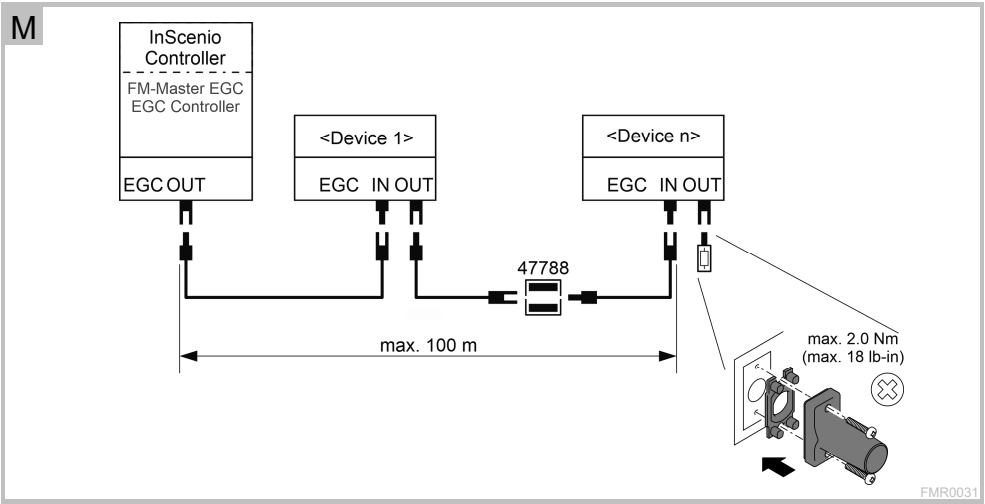 M
InScenio
Controller
FM-Master EGC
EGC Controller
EGC OUT
<Device 1>
EGC IN OUT
<Device n>
EGC IN OUT
47788
max. 100 m
max. 2.0 Nm
(max. 18 lb-in)
FMR0031